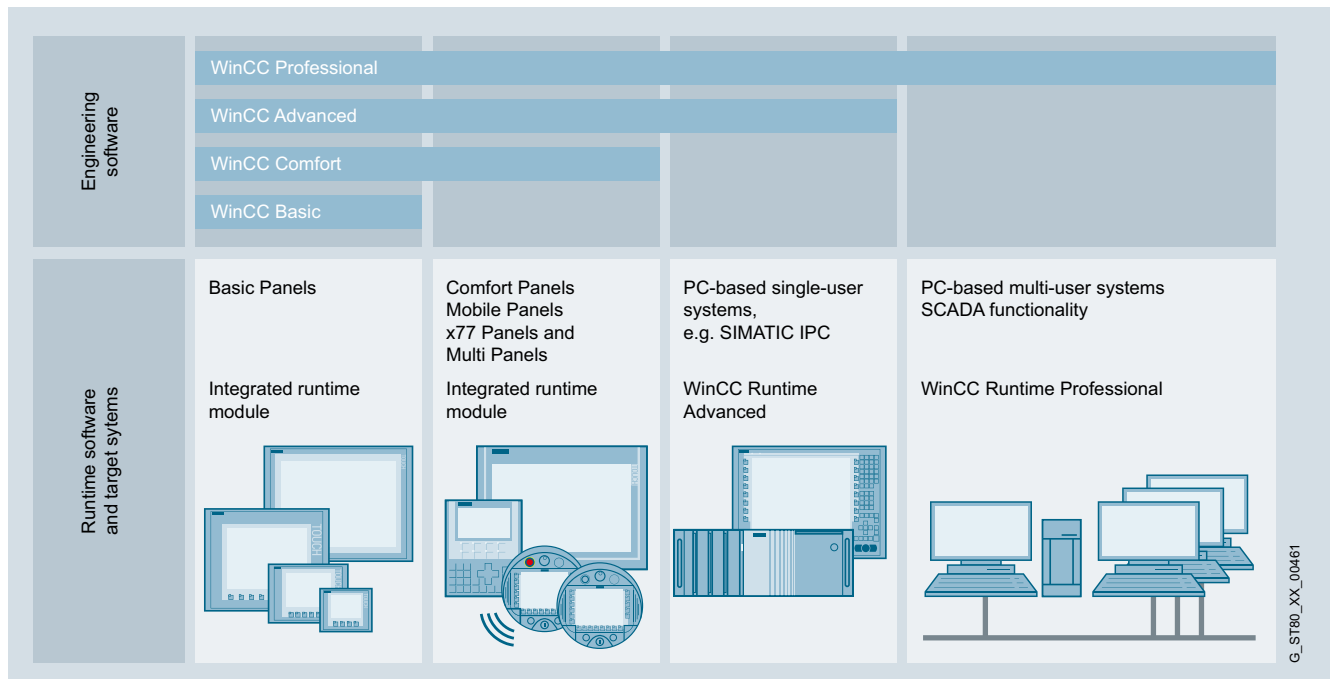 Engineering
software
WinCC Professional
WinCC Advanced
WinCC Comfort
WinCC Basic
Runtime software
and target sytems
Basic Panels
Integrated runtime
module
Comfort Panels
Mobile Panels
x77 Panels and
Multi Panels
Integrated runtime
module
PC-based single-user
systems,
e.g. SIMATIC IPC
WinCC Runtime
Advanced
PC-based multi-user systems
SCADA functionality
WinCC Runtime Professional
TOUCH
G_ST80_XX_00461